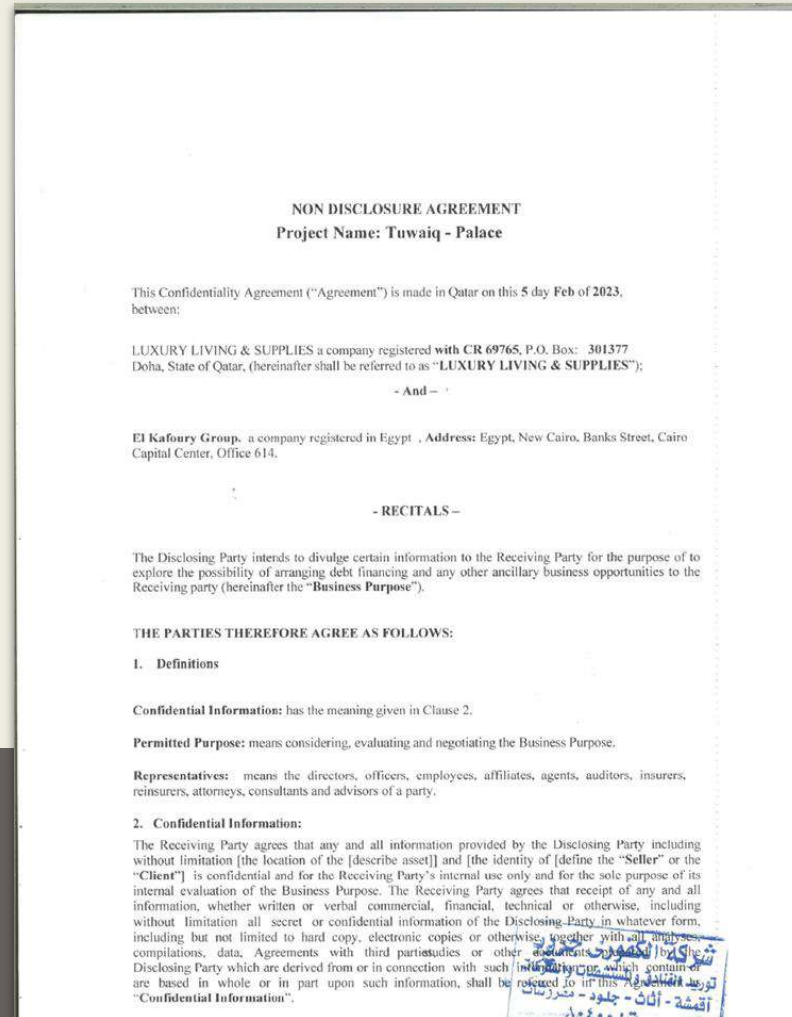 NON DISCLOSURE AGREEMENT
Project Name: Tuwaiq - Palace
This Confidentiality Agreement (“Agreement”) is made in Qatar on this 5 day Feb of 2023,
between:
LUXURY LIVING & SUPPLIES a company registered with CR 69765, P.O. Box: 301377
Doha, State of Qatar, (hereinafter shall be referred to as “LUXURY LIVING & SUPPLIES”);
- And –
El Kafoury Group. a company registered in Egypt , Address: Egypt, New Cairo, Banks Street, Cairo
Capital Center, Office 614.
- RECITALS –
The Disclosing Party intends to divulge certain information to the Receiving Party for the purpose of to
explore the possibility of arranging debt financing and any other ancillary business opportunities to the
Receiving party (hereinafter the “Business Purpose”).
THE PARTIES THEREFORE AGREE AS FOLLOWS:
1. Definitions
Confidential Information: has the meaning given in Clause 2.
Permitted Purpose: means considering, evaluating and negotiating the Business Purpose.
Representatives: means the directors, officers, employees, affiliates, agents, auditors, insurers,
reinsurers, attorneys, consultants and advisors of a party.
2. Confidential Information:
The Receiving Party agrees that any and all information provided by the Disclosing Party including
without limitation [the location of the [describe asset]] and [the identity of [define the “Seller” or the
“Client”] is confidential and for the Receiving Party’s internal use only and for the sole purpose of its
internal evaluation of the Business Purpose. The Receiving Party agrees that receipt of any and all
information, whether written or verbal commercial, financial, technical or otherwise, including
without limitation all secret or confidential information of the Disclosing Party in whatever form,
including but not limited to hard copy, electronic copies or otherwise, together with all analyses,
compilations, data, Agreements with third partiestudies or other documents prepared by the
Disclosing Party which are derived from or in connection with such information or which contain or
are based in whole or in part upon such information, shall be referred to in this Agreement as
“Confidential Information”.
شركة الكفورى
توريد الفنادق
أقمشة - أثاث - جلود - مفروشات